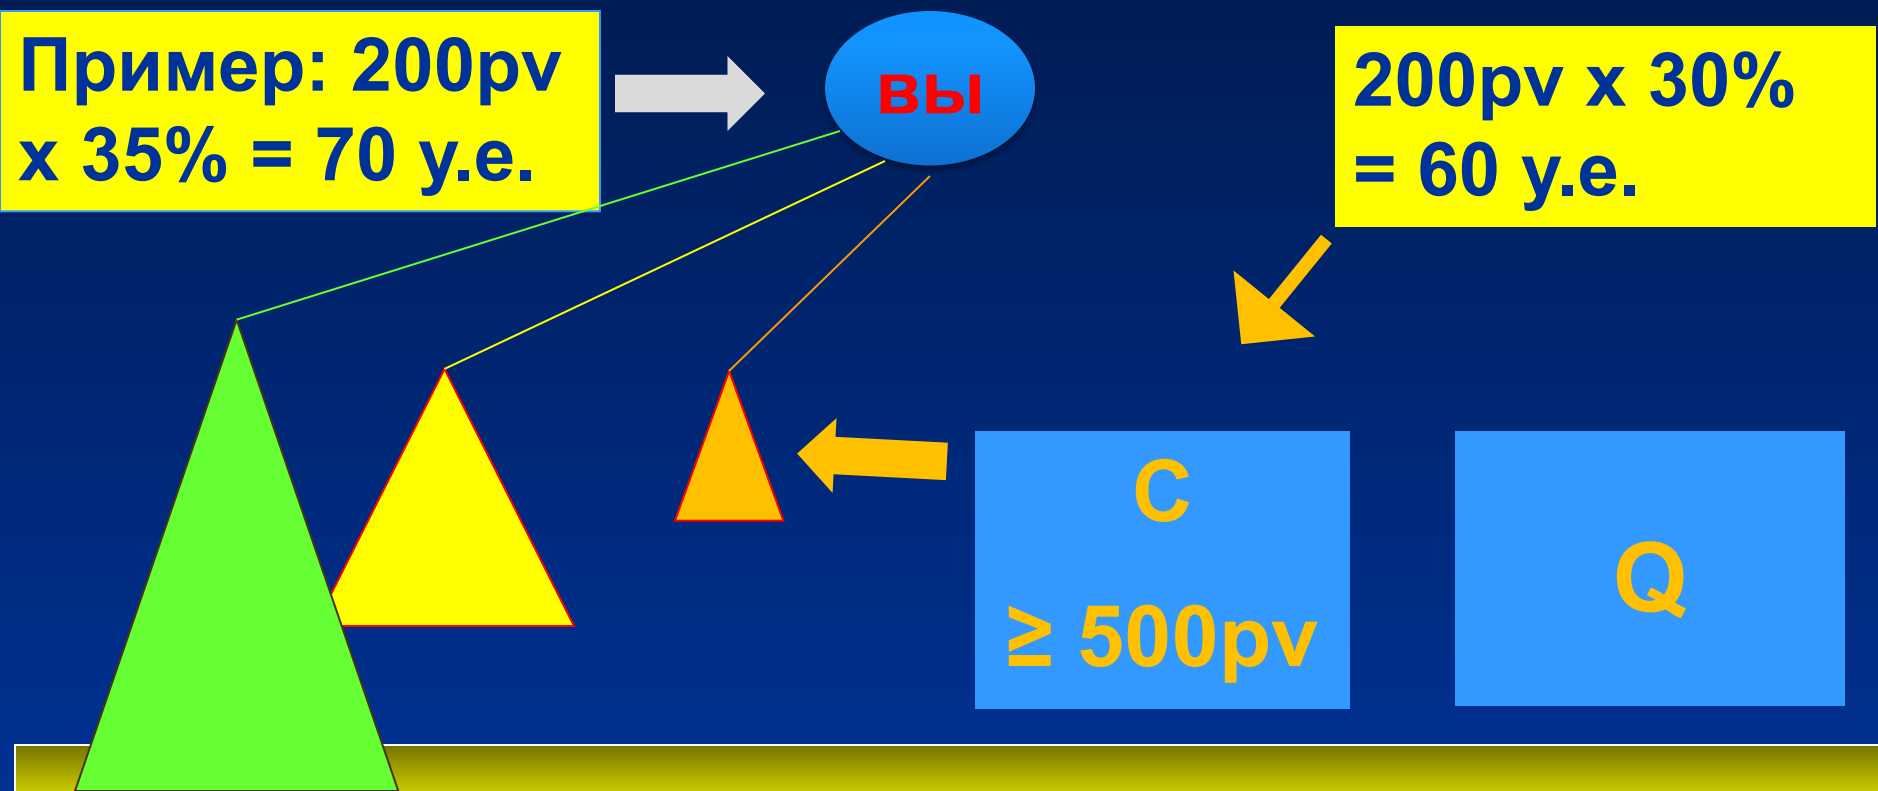 Пример: 200pv
x 35% = 70 у.е.
вы
200pv x 30%
= 60 у.е.
C
≥ 500pv
Q